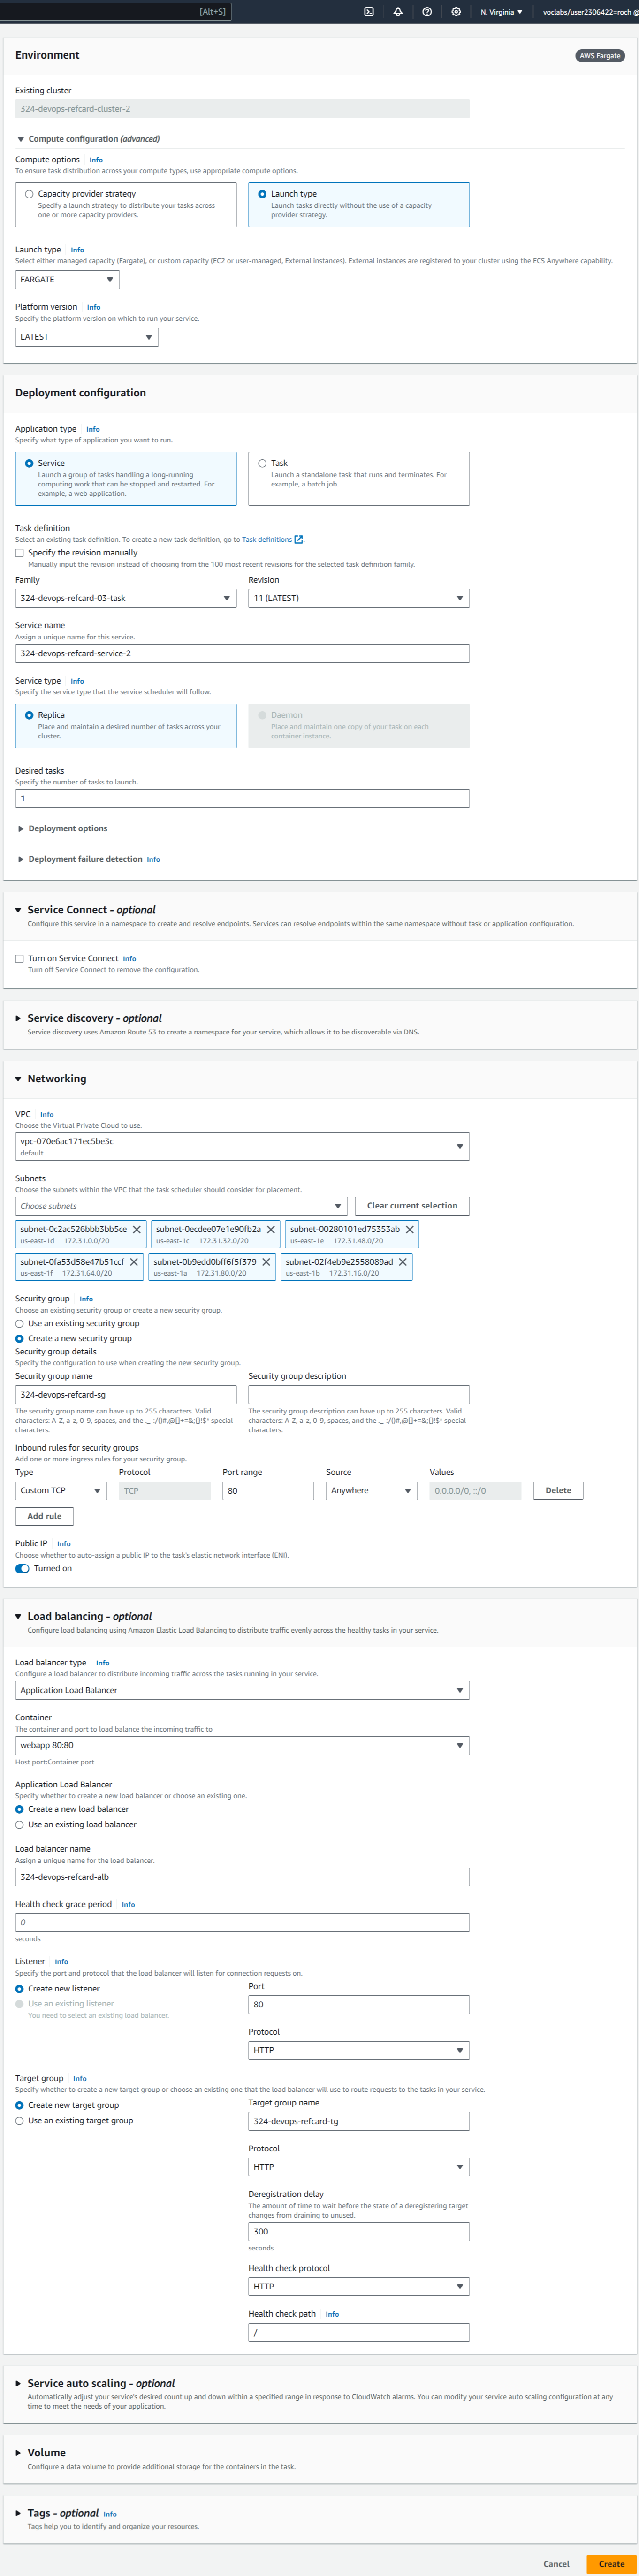 [Alt+S]
N. Virginia
voclabs/user2306422=roch @
Environment
AWS Fargate
Existing cluster
324-devops-refcard-cluster-2
Compute configuration (advanced)
Compute options Info
To ensure task distribution across your compute types, use appropriate compute options.
Capacity provider strategy
Specify a launch strategy to distribute your tasks across
one or more capacity providers.
Launch type
Launch tasks directly without the use of a capacity
provider strategy.
Launch type Info
Select either managed capacity (Fargate), or custom capacity (EC2 or user-managed, External instances). External instances are registered to your cluster using the ECS Anywhere capability.
FARGATE
Platform version Info
Specify the platform version on which to run your service.
LATEST
Deployment configuration
Application type Info
Specify what type of application you want to run.
Service
Launch a group of tasks handling a long-running
computing work that can be stopped and restarted. For
example, a web application.
Task
Launch a standalone task that runs and terminates. For
example, a batch job.
Task definition
Select an existing task definition. To create a new task definition, go to Task definitions
Specify the revision manually
Manually input the revision instead of choosing from the 100 most recent revisions for the selected task definition family.
Family
324-devops-refcard-03-task
Revision
11 (LATEST)
Service name
Assign a unique name for this service.
324-devops-refcard-service-2
Service type Info
Specify the service type that the service scheduler will follow.
Replica
Place and maintain a desired number of tasks across your
cluster.
Daemon
Place and maintain one copy of your task on each
container instance.
Desired tasks
Specify the number of tasks to launch.
1
Deployment options
Deployment failure detection Info
Service Connect - optional
Configure this service in a namespace to create and resolve endpoints. Services can resolve endpoints within the same namespace without task or application configuration.
Turn on Service Connect Info
Turn off Service Connect to remove the configuration.
Service discovery - optional
Service discovery uses Amazon Route 53 to create a namespace for your service, which allows it to be discoverable via DNS.
Networking
VPC Info
Choose the Virtual Private Cloud to use.
vpc-070e6ac171ec5be3c
default
Subnets
Choose the subnets within the VPC that the task scheduler should consider for placement.
Choose subnets
Clear current selection
subnet-0c2ac526bbb3bb5ce
us-east-1d 172.31.0.0/20
subnet-0ecdee07e1e90fb2a
us-east-1c 172.31.32.0/20
subnet-00280101ed75353ab
us-east-1e 172.31.48.0/20
subnet-0fa53d58e47b51ccf
us-east-1f 172.31.64.0/20
subnet-0b9edd0bff6f5f379
us-east-1a 172.31.80.0/20
subnet-02f4eb9e2558089ad
us-east-1b 172.31.16.0/20
Security group Info
Choose an existing security group or create a new security group.
Use an existing security group
Create a new security group
Security group details
Specify the configuration to use when creating the new security group.
Security group name
324-devops-refcard-sg
The security group name can have up to 255 characters. Valid
characters: A-Z, a-z, 0-9, spaces, and the ._-:/()#,@[]+=&;{}!$* special
characters.
Security group description
The security group description can have up to 255 characters. Valid
characters: A-Z, a-z, 0-9, spaces, and the ._-:/()#,@[]+=&;{}!$* special
characters.
Inbound rules for security groups
Add one or more ingress rules for your security group.
Type Protocol Port range Source Values
Custom TCP TCP 80 Anywhere 0.0.0.0/0, ::/0 Delete
Add rule
Public IP Info
Choose whether to auto-assign a public IP to the task's elastic network interface (ENI).
Turned on
Load balancing - optional
Configure load balancing using Amazon Elastic Load Balancing to distribute traffic evenly across the healthy tasks in your service.
Load balancer type Info
Configure a load balancer to distribute incoming traffic across the tasks running in your service.
Application Load Balancer
Container
The container and port to load balance the incoming traffic to
webapp 80:80
Host port:Container port
Application Load Balancer
Specify whether to create a new load balancer or choose an existing one.
Create a new load balancer
Use an existing load balancer
Load balancer name
Assign a unique name for the load balancer.
324-devops-refcard-alb
Health check grace period Info
0
seconds
Listener Info
Specify the port and protocol that the load balancer will listen for connection requests on.
Create new listener
Use an existing listener
You need to select an existing load balancer.
Port
80
Protocol
HTTP
Target group Info
Specify whether to create a new target group or choose an existing one that the load balancer will use to route requests to the tasks in your service.
Create new target group
Use an existing target group
Target group name
324-devops-refcard-tg
Protocol
HTTP
Deregistration delay
The amount of time to wait before the state of a deregistering target
changes from draining to unused.
300
seconds
Health check protocol
HTTP
Health check path Info
/
Service auto scaling - optional
Automatically adjust your service's desired count up and down within a specified range in response to CloudWatch alarms. You can modify your service auto scaling configuration at any
time to meet the needs of your application.
Volume
Configure a data volume to provide additional storage for the containers in the task.
Tags - optional Info
Tags help you to identify and organize your resources.
Cancel
Create